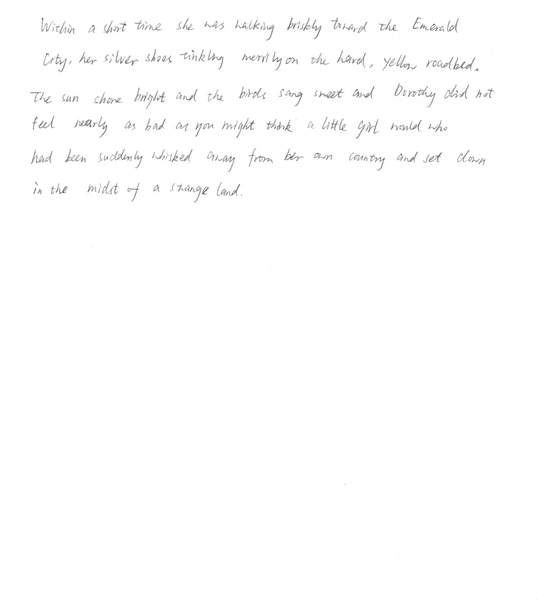 Within a short time she was walking briskly toward the Emerald
City, her silver shoes tinkling merrily on the hard, yellow roadbed.
The sun shone bright and the birds sang sweet and Dorothy did not
feel nearly as bad as you might think a little girl would who
had been suddenly whisked away from her own country and set down
in the midst of a strange land.